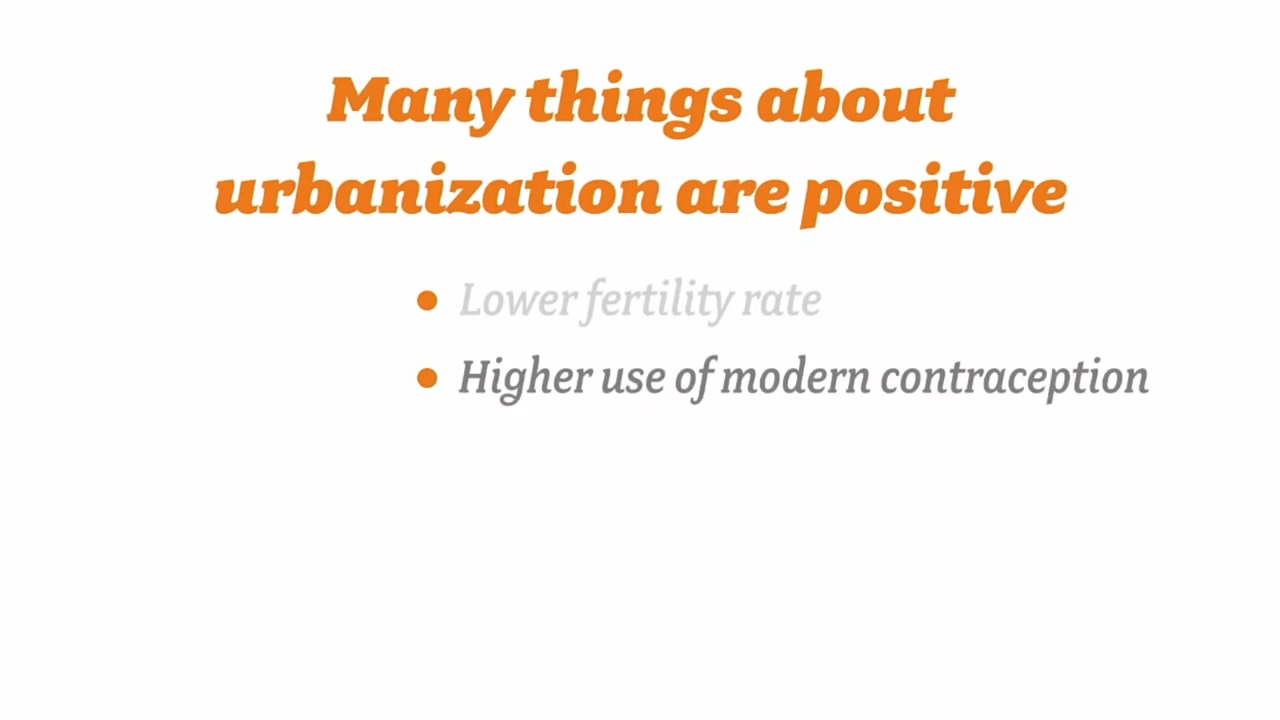 Many things about
urbanization are positive
Lower fertility rate
Higher use of modern contraception